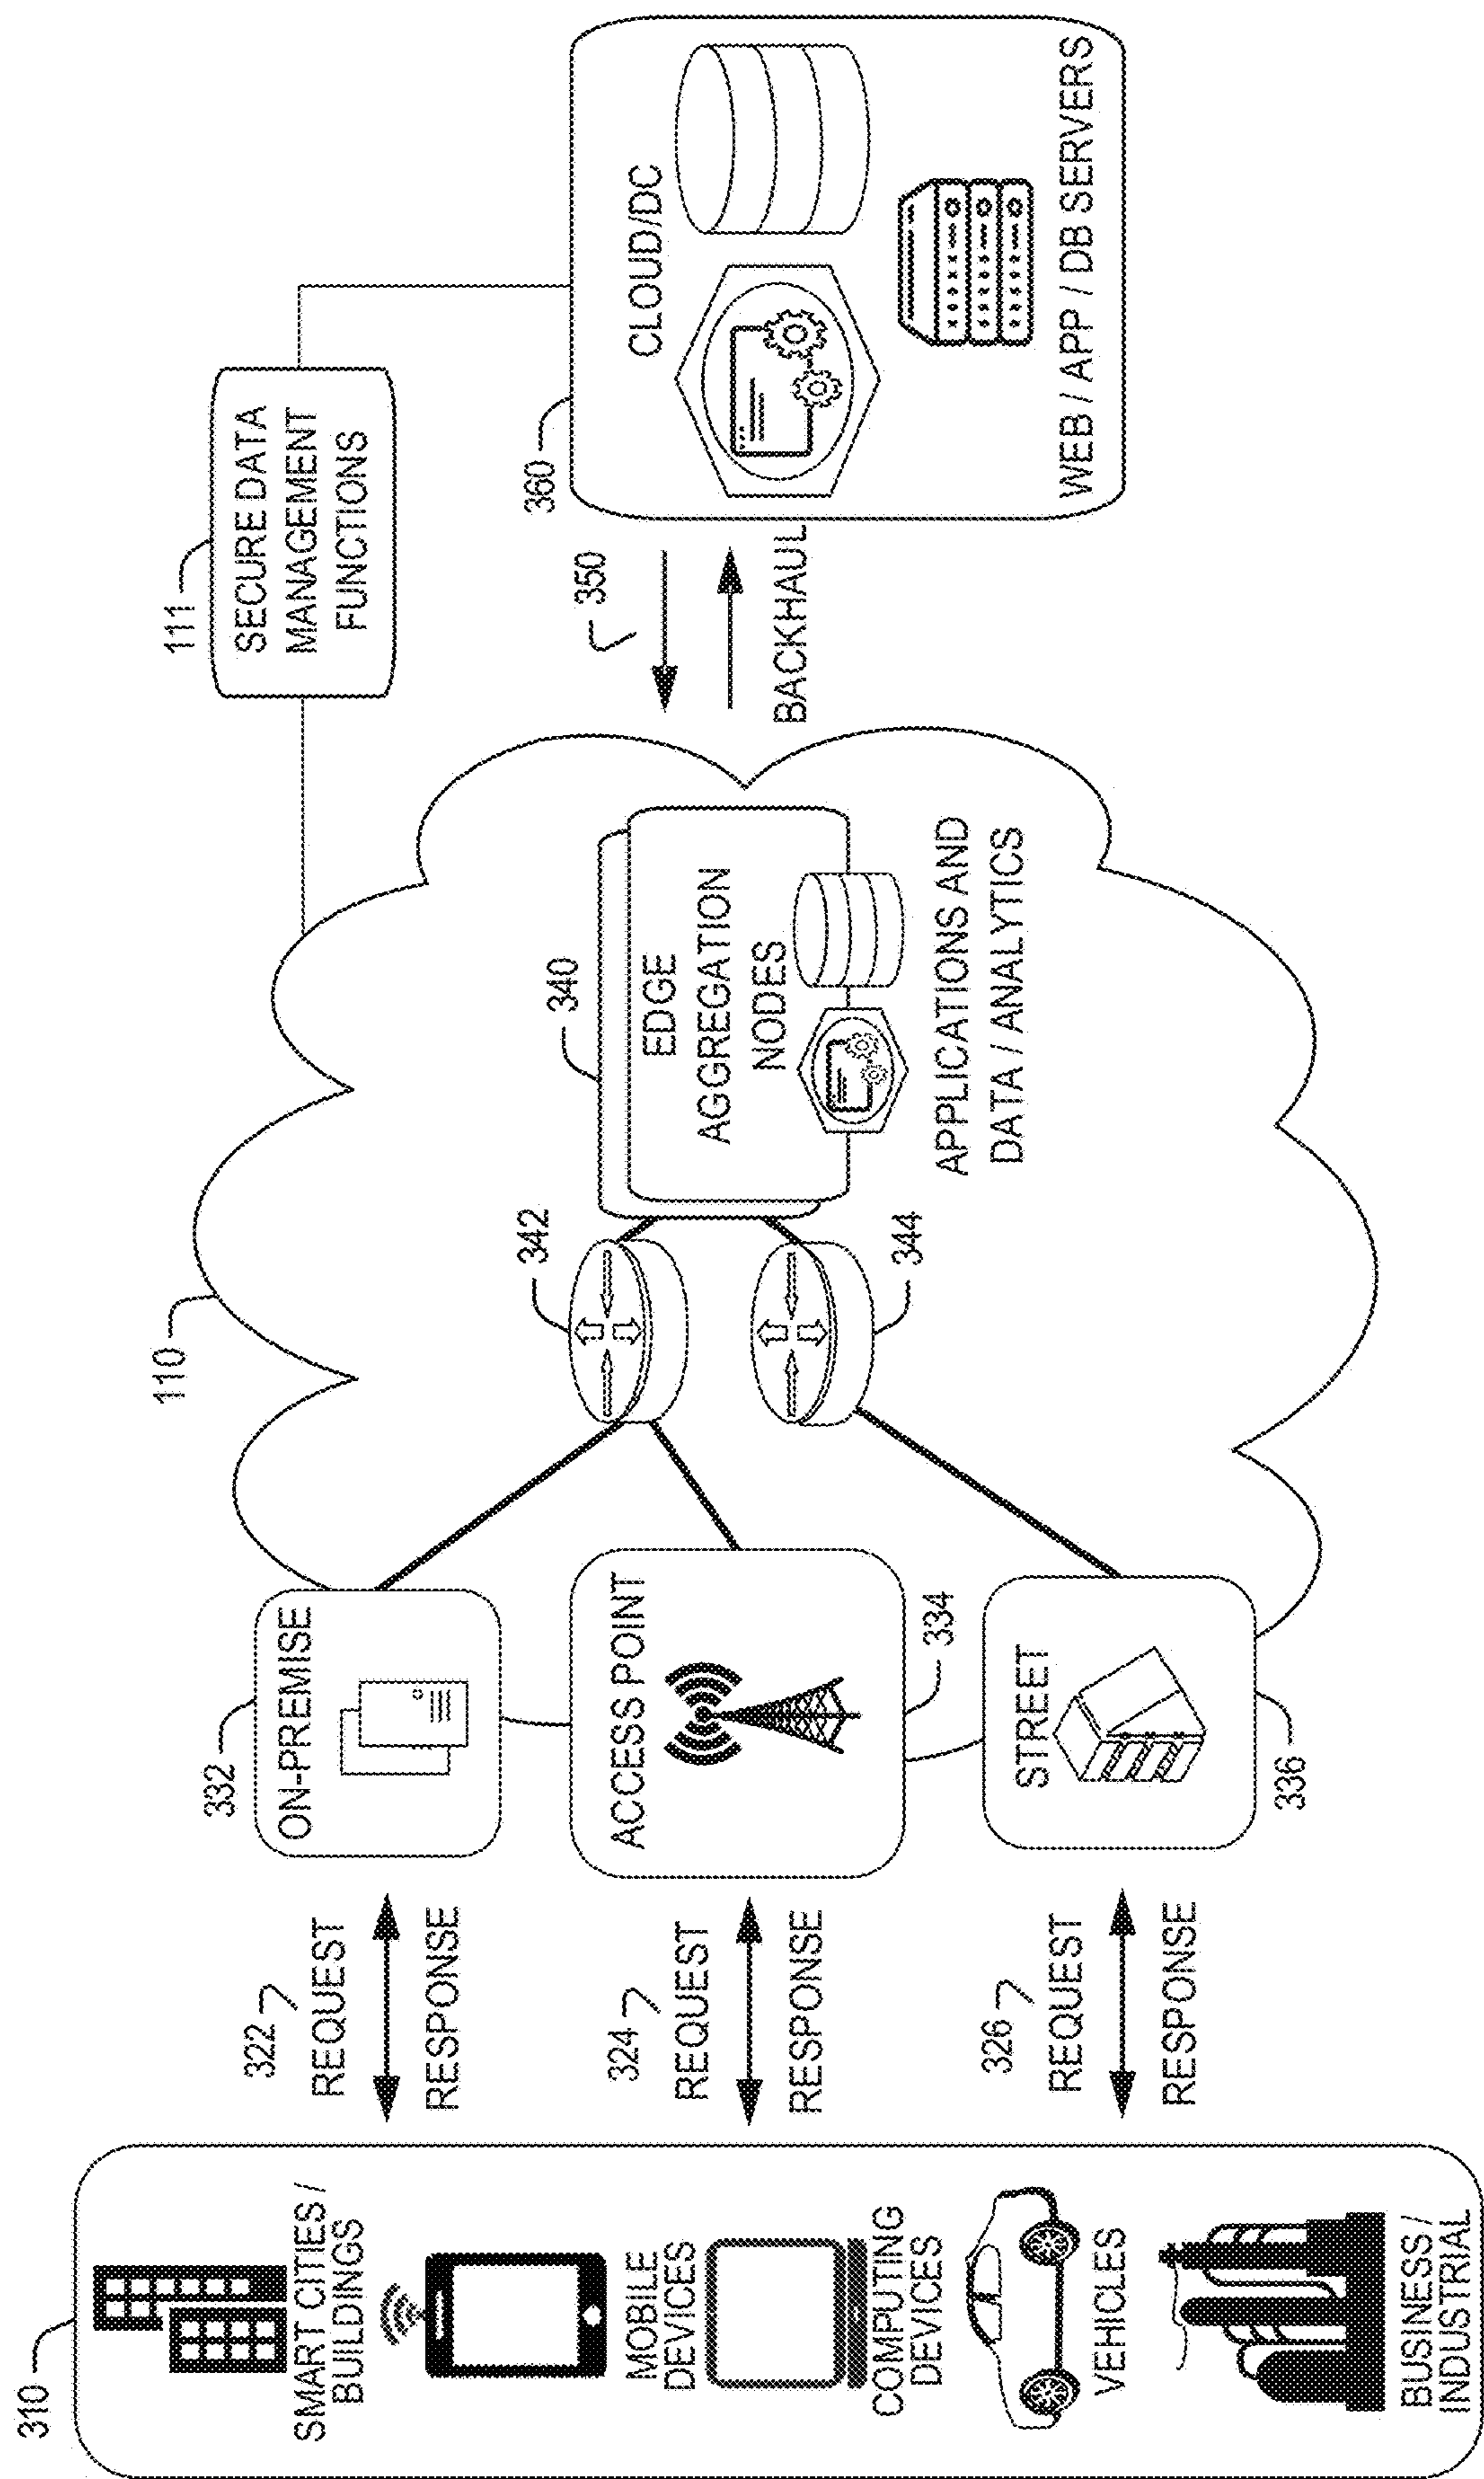 310
SMART CITIES /
BUILDINGS
MOBILE
DEVICES
COMPUTING
DEVICES
VEHICLES
BUSINESS /
INDUSTRIAL
322
REQUEST
RESPONSE
324
REQUEST
RESPONSE
326
REQUEST
RESPONSE
332
ON-PREMISE
ACCESS POINT
334
STREET
336
110
342
344
340
EDGE
AGGREGATION
NODES
APPLICATIONS AND
DATA / ANALYTICS
111
SECURE DATA
MANAGEMENT
FUNCTIONS
350
BACKHAUL
360
CLOUD/DC
WEB / APP / DB SERVERS